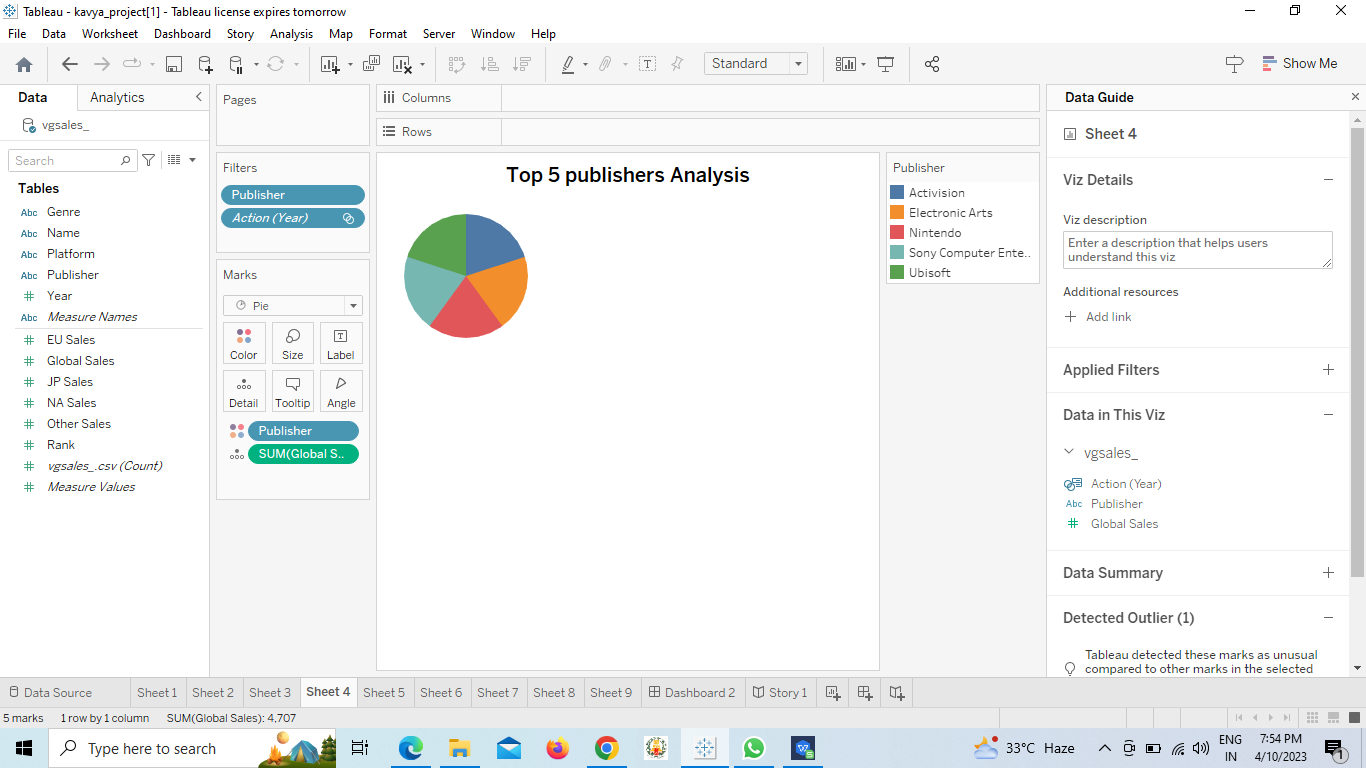 Tableau - kavya_project[1] - Tableau license expires tomorrow
File Data Worksheet Dashboard Story Analysis Map Format Server Window Help
Standard
Show Me
Data Analytics
vgsales_
Search
Tables
Abc Genre
Abc Name
Abc Platform
Abc Publisher
Year
Abc Measure Names
EU Sales
Global Sales
JP Sales
NA Sales
Other Sales
Rank
vgsales_.csv (Count)
Measure Values
Pages
Filters
Publisher
Action (Year)
Marks
Pie
Color Size Label
Detail Tooltip Angle
Publisher
SUM(Global S..
Columns
Rows
Top 5 publishers Analysis
Publisher
Activision
Electronic Arts
Nintendo
Sony Computer Ente..
Ubisoft
Data Guide
Sheet 4
Viz Details
Viz description
Enter a description that helps users
understand this viz
Additional resources
Add link
Applied Filters
Data in This Viz
vgsales_
Action (Year)
Abc Publisher
Global Sales
Data Summary
Detected Outlier (1)
Tableau detected these marks as unusual
compared to other marks in the selected
Data Source Sheet 1 Sheet 2 Sheet 3 Sheet 4 Sheet 5 Sheet 6 Sheet 7 Sheet 8 Sheet 9 Dashboard 2 Story 1
5 marks 1 row by 1 column SUM(Global Sales): 4,707
Type here to search
33°C Haze
ENG
IN
7:54 PM
4/10/2023
1